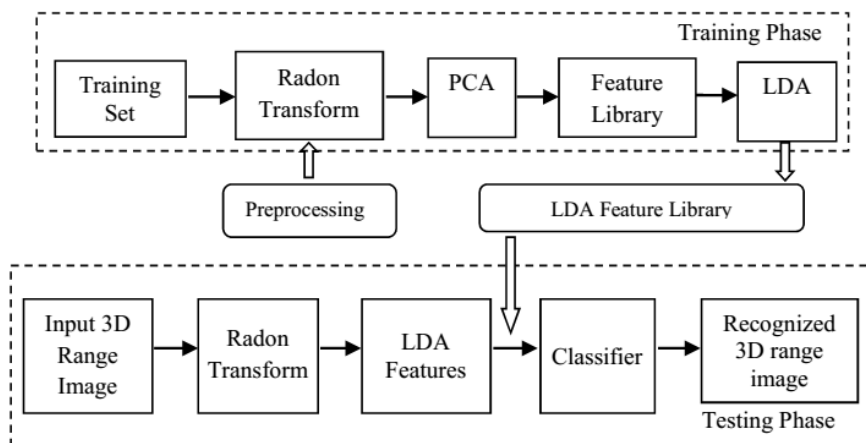 Training Phase
Training
Set
Radon
Transform
PCA
Feature
Library
LDA
Preprocessing
LDA Feature Library
Input 3D
Range
Image
Radon
Transform
LDA
Features
Classifier
Recognized
3D range
image
Testing Phase